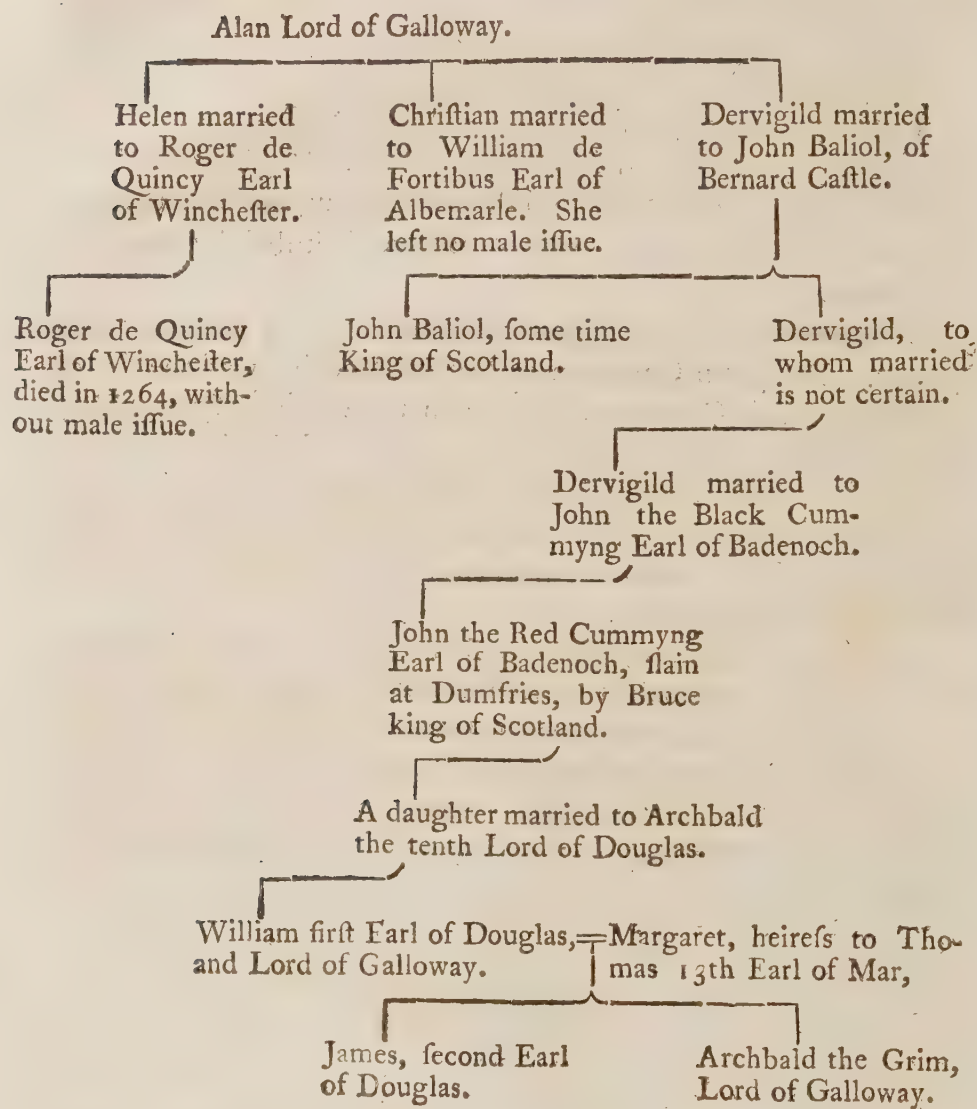 Alan Lord of Galloway.
Helen married
to Roger de
Quincy Earl
of Wincheſter.
Chriſtian married
to William de
Fortibus Earl of
Albemarle. She
left no male iſſue.
Dervigild married
to John Baliol, of
Bernard Caſtle.
Roger de Quincy
Earl of Wincheſter,
died in 1264, with-
out male iſſue.
John Baliol, ſome time
King of Scotland.
Dervigild, to
whom married
is not certain.
Dervigild married to
John the Black Cum-
myng Earl of Badenoch.
John the Red Cummyng
Earl of Badenoch, ſlain
at Dumfries, by Bruce
king of Scotland.
A daughter married to Archbald
the tenth Lord of Douglas.
William firſt Earl of Douglas,
and Lord of Galloway.
Margaret, heireſs to Tho-
mas 13th Earl of Mar,
James, ſecond Earl
of Douglas.
Archbald the Grim,
Lord of Galloway.